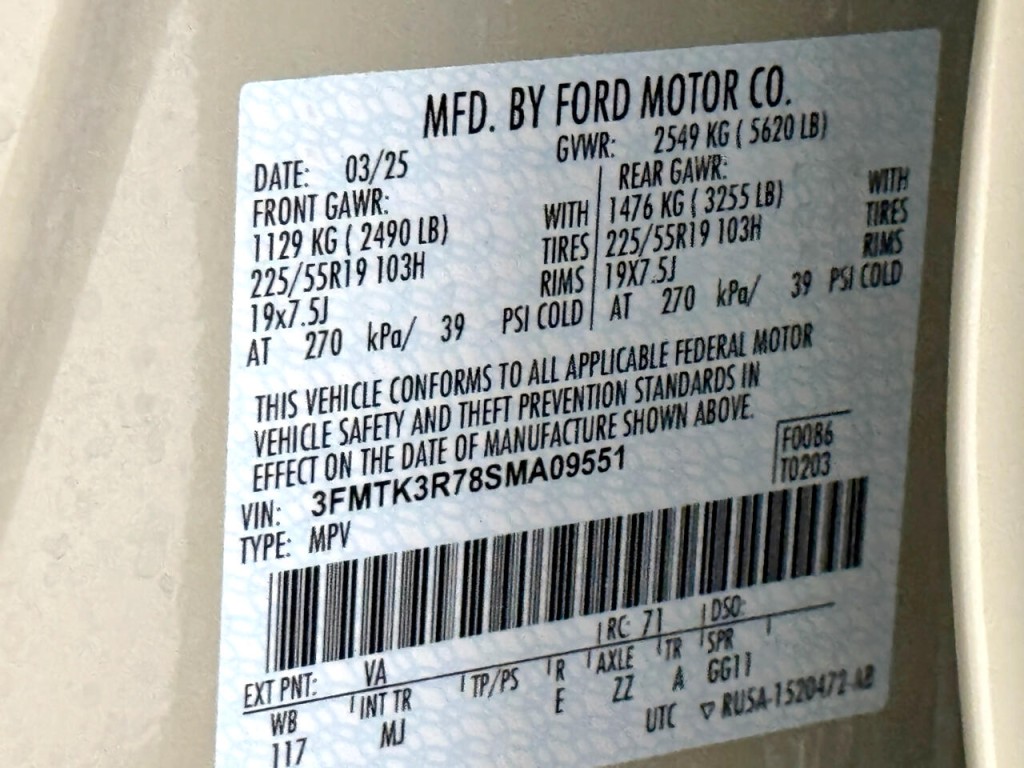 MFD. BY FORD MOTOR CO.
DATE: 03/25 GVWR: 2549 KG ( 5620 LB)
FRONT GAWR: REAR GAWR:
1129 KG ( 2490 LB) WITH 1476 KG ( 3255 LB) WITH
225/55R19 103H TIRES 225/55R19 103H TIRES
19x7.5J RIMS 19X7.5J RIMS
AT 270 kPa/ 39 PSI COLD AT 270 kPa/ 39 PSI COLD
THIS VEHICLE CONFORMS TO ALL APPLICABLE FEDERAL MOTOR
VEHICLE SAFETY AND THEFT PREVENTION STANDARDS IN
EFFECT ON THE DATE OF MANUFACTURE SHOWN ABOVE.
F0086
VIN: 3FMTK3R78SMA09551 T0203
TYPE: MPV
EXT PNT: VA RC: 71 DSO:
WB INT TR TP/PS R AXLE TR SPR
117 MJ E ZZ A GG11
UTC ▽ RU5A-1520472-AB